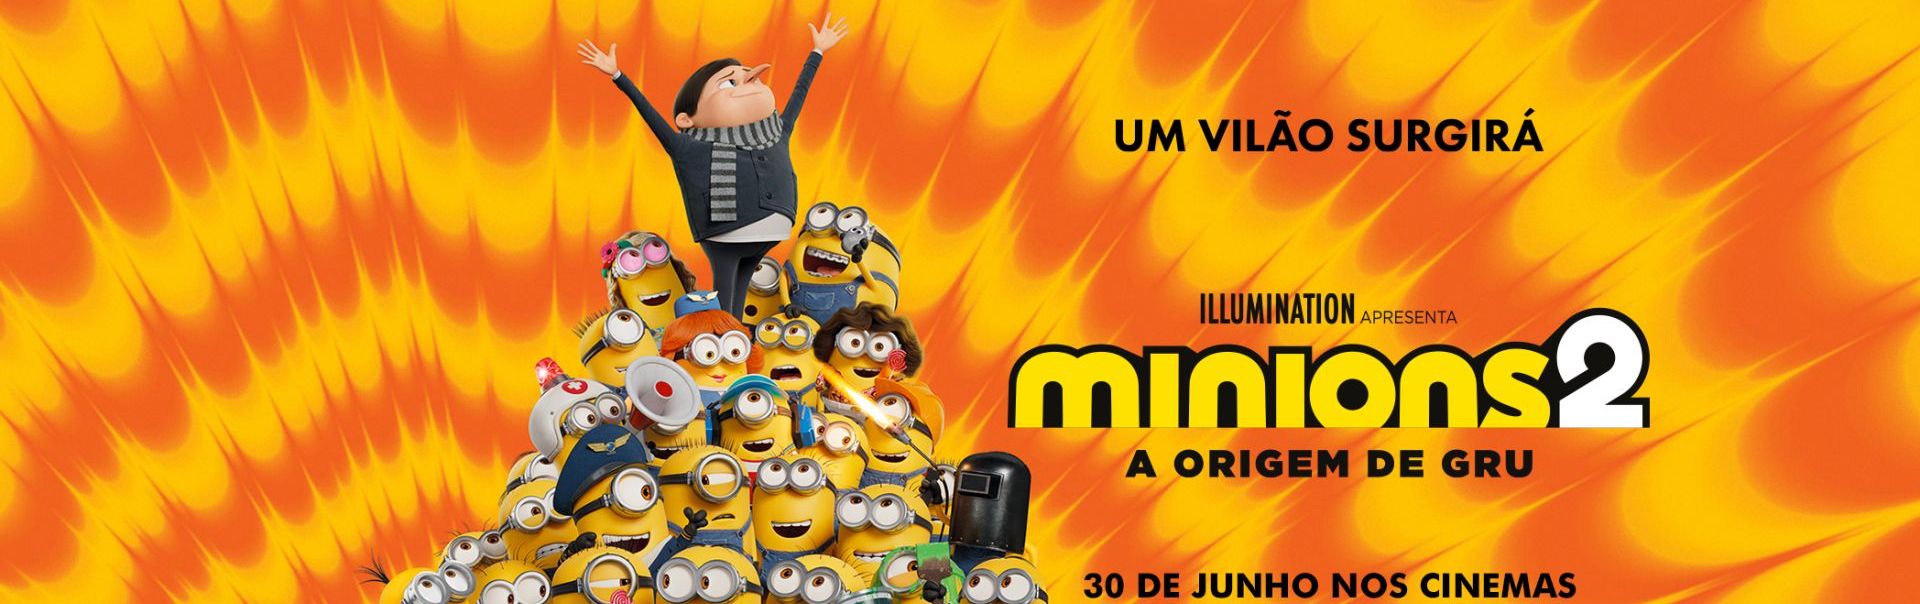 UM VILÃO SURGIRÁ
ILLUMINATION APRESENTA
minions2
A ORIGEM DE GRU
30 DE JUNHO NOS CINEMAS